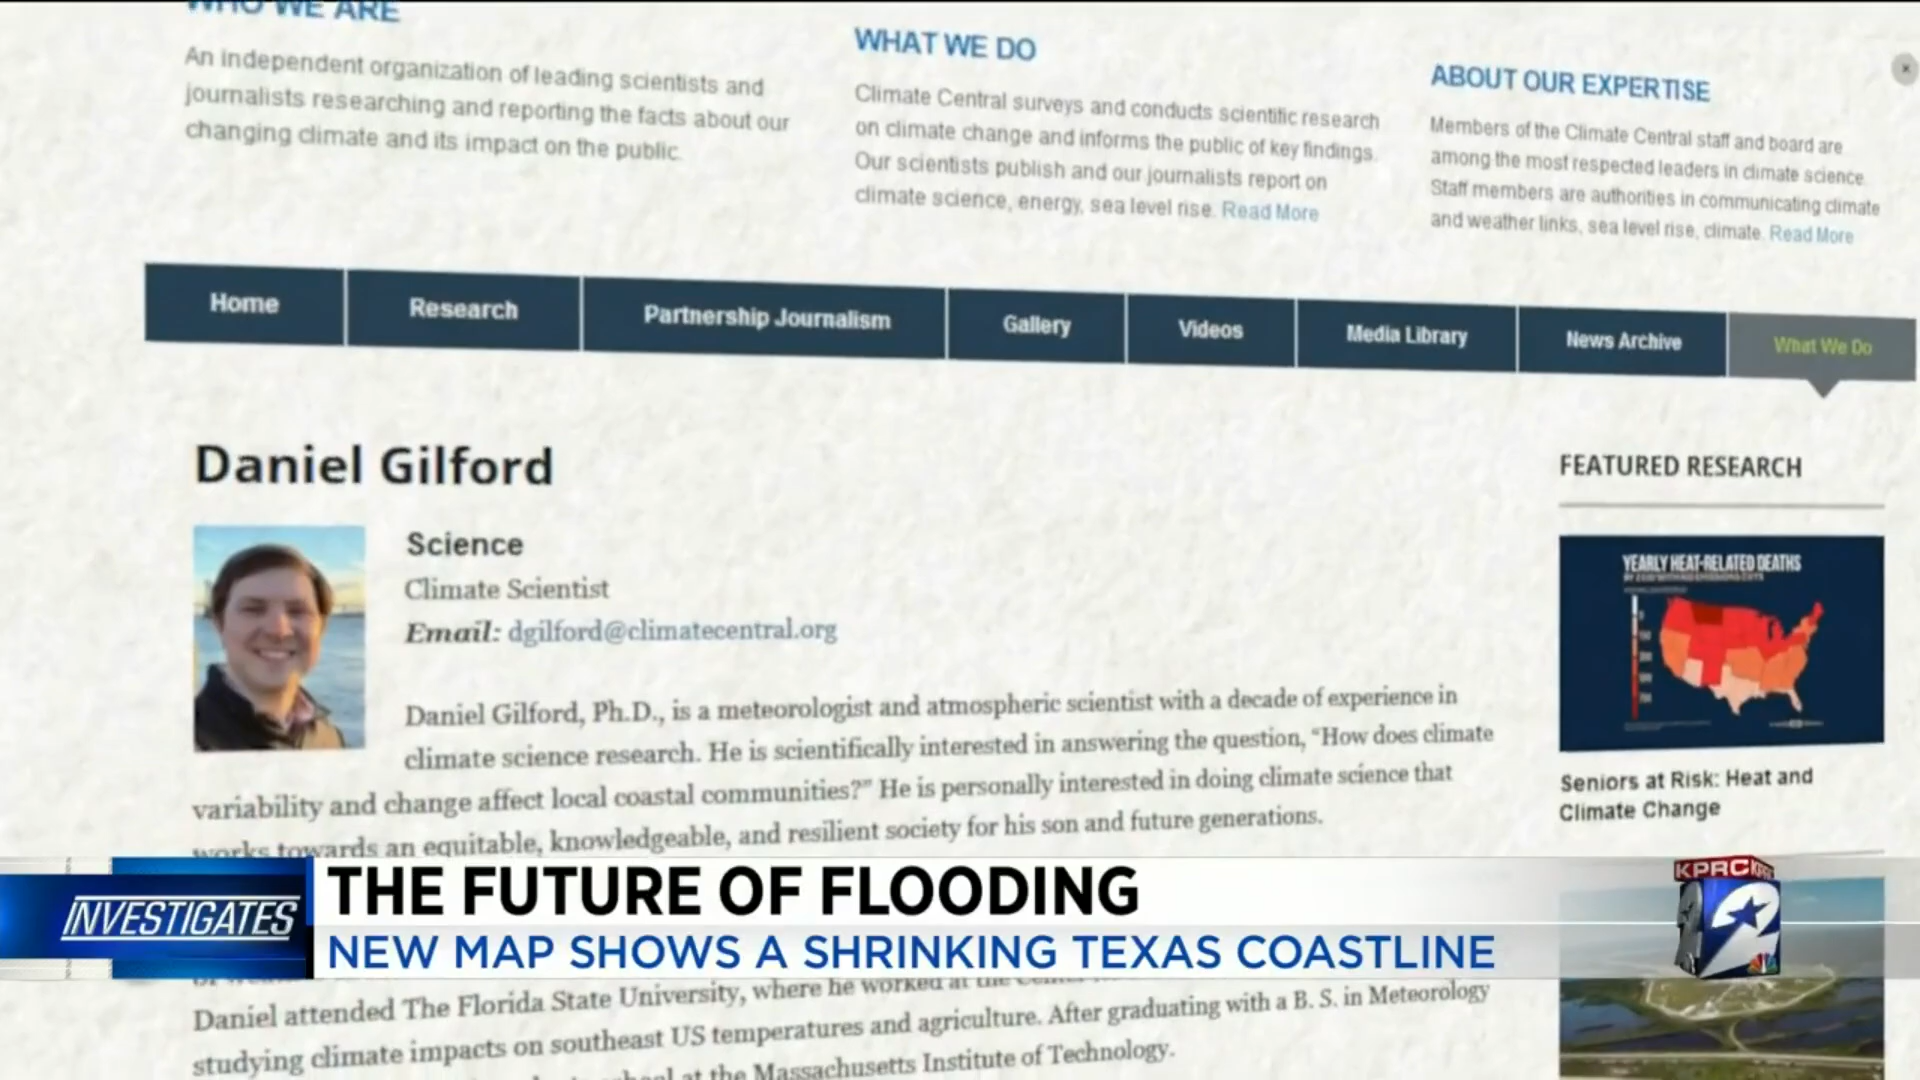 WHO WE ARE
An independent organization of leading scientists and
journalists researching and reporting the facts about our
changing climate and its impact on the public.
WHAT WE DO
Climate Central surveys and conducts scientific research
on climate change and informs the public of key findings.
Our scientists publish and our journalists report on
climate science, energy, sea level rise. Read More
ABOUT OUR EXPERTISE
Members of the Climate Central staff and board are
among the most respected leaders in climate science.
Staff members are authorities in communicating climate
and weather links, sea level rise, climate. Read More
Home
Research
Partnership Journalism
Gallery
Videos
Media Library
News Archive
What We Do
Daniel Gilford
Science
Climate Scientist
Email: dgilford@climatecentral.org
Daniel Gilford, Ph.D., is a meteorologist and atmospheric scientist with a decade of experience in
climate science research. He is scientifically interested in answering the question, “How does climate
variability and change affect local coastal communities?” He is personally interested in doing climate science that
works towards an equitable, knowledgeable, and resilient society for his son and future generations.
FEATURED RESEARCH
YEARLY HEAT-RELATED DEATHS
Seniors at Risk: Heat and
Climate Change
INVESTIGATES
THE FUTURE OF FLOODING
NEW MAP SHOWS A SHRINKING TEXAS COASTLINE
KPRC
2
Daniel attended The Florida State University, where he worked at the
studying climate impacts on southeast US temperatures and agriculture. After graduating with a B. S. in Meteorology
at the Massachusetts Institute of Technology.